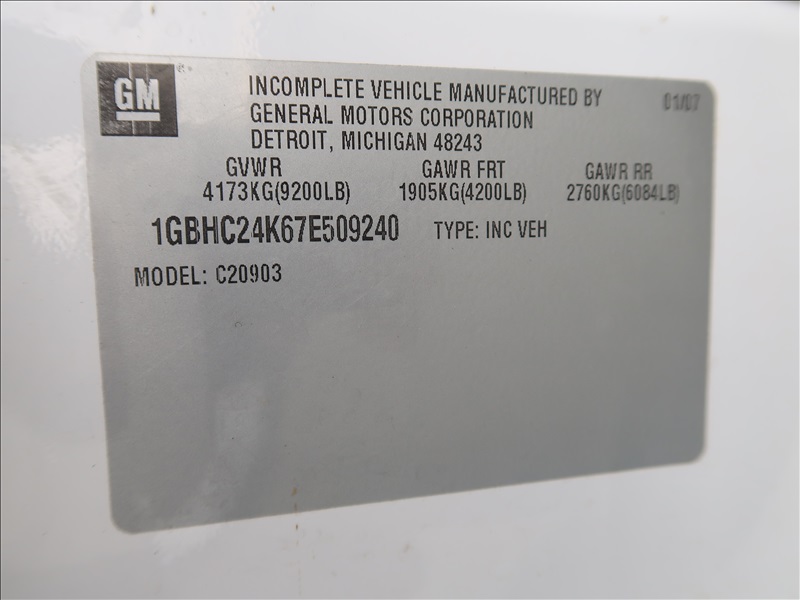 GM
INCOMPLETE VEHICLE MANUFACTURED BY 01/07
GENERAL MOTORS CORPORATION
DETROIT, MICHIGAN 48243
GVWR GAWR FRT GAWR RR
4173KG(9200LB) 1905KG(4200LB) 2760KG(6084LB)
1GBHC24K67E509240 TYPE: INC VEH
MODEL: C20903